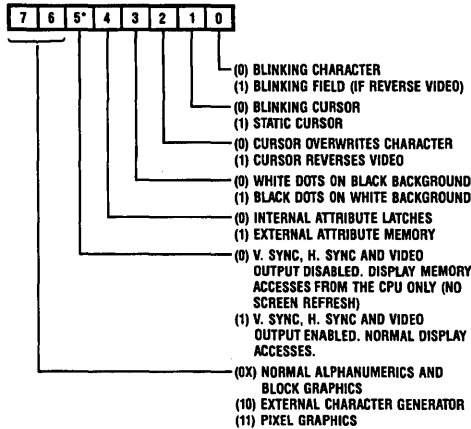 7 6 5* 4 3 2 1 0
(0) BLINKING CHARACTER
(1) BLINKING FIELD (IF REVERSE VIDEO)
(0) BLINKING CURSOR
(1) STATIC CURSOR
(0) CURSOR OVERWRITES CHARACTER
(1) CURSOR REVERSES VIDEO
(0) WHITE DOTS ON BLACK BACKGROUND
(1) BLACK DOTS ON WHITE BACKGROUND
(0) INTERNAL ATTRIBUTE LATCHES
(1) EXTERNAL ATTRIBUTE MEMORY
(0) V. SYNC, H. SYNC AND VIDEO
OUTPUT DISABLED. DISPLAY MEMORY
ACCESSES FROM THE CPU ONLY (NO
SCREEN REFRESH)
(1) V. SYNC, H. SYNC AND VIDEO
OUTPUT ENABLED. NORMAL DISPLAY
ACCESSES.
(0X) NORMAL ALPHANUMERICS AND
BLOCK GRAPHICS
(10) EXTERNAL CHARACTER GENERATOR
(11) PIXEL GRAPHICS